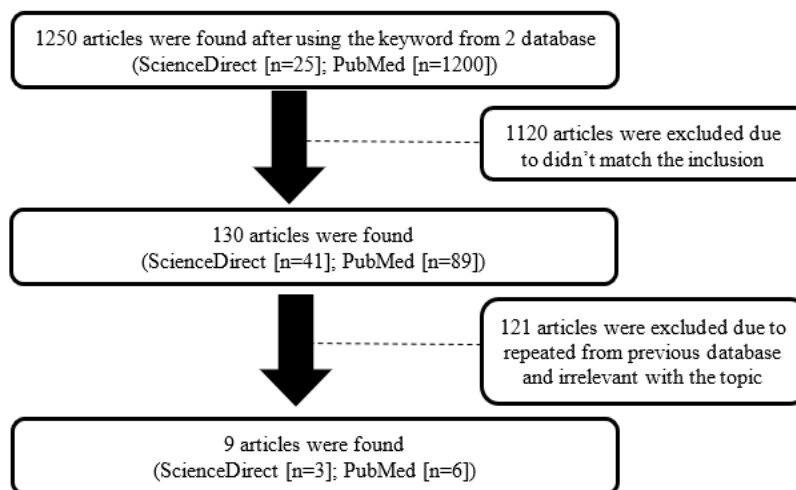 1250 articles were found after using the keyword from 2 database
(ScienceDirect [n=25]; PubMed [n=1200])
1120 articles were excluded due
to didn't match the inclusion
130 articles were found
(ScienceDirect [n=41]; PubMed [n=89])
121 articles were excluded due to
repeated from previous database
and irrelevant with the topic
9 articles were found
(ScienceDirect [n=3]; PubMed [n=6])